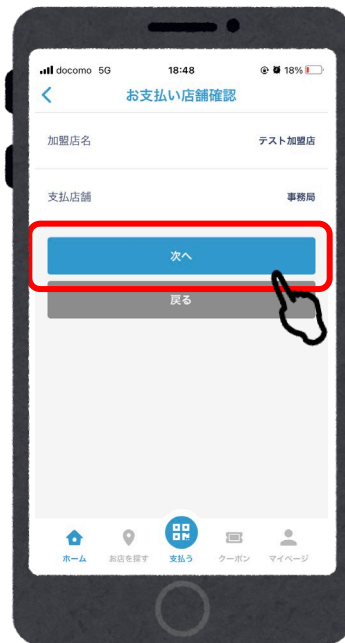 docomo 5G 18:48 18%
お支払い店舗確認
加盟店名 テスト加盟店
支払店舗 事務局
次へ
戻る
ホーム お店を探す 支払う クーポン マイページ